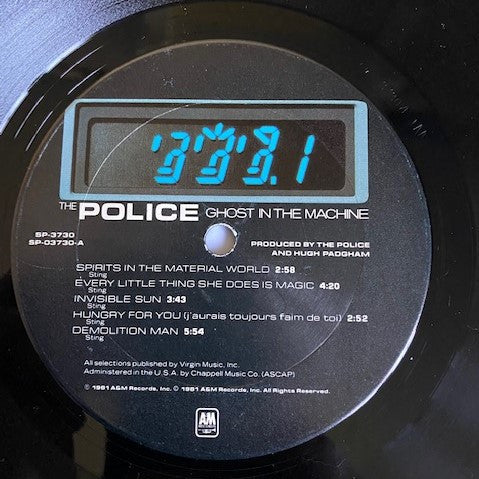 THE POLICE GHOST IN THE MACHINE
SP-3730
SP-03730-A
PRODUCED BY THE POLICE
AND HUGH PADGHAM
SPIRITS IN THE MATERIAL WORLD 2:58
Sting
EVERY LITTLE THING SHE DOES IS MAGIC 4:20
Sting
INVISIBLE SUN 3:43
Sting
HUNGRY FOR YOU (j'aurais toujours faim de toi) 2:52
Sting
DEMOLITION MAN 5:54
Sting
All selections published by Virgin Music, Inc.
Administered in the U.S.A. by Chappell Music Co. (ASCAP)
℗ 1981 A&M Records, Inc. © 1981 A&M Records, Inc. All Rights Reserved.
A&M
RECORDS